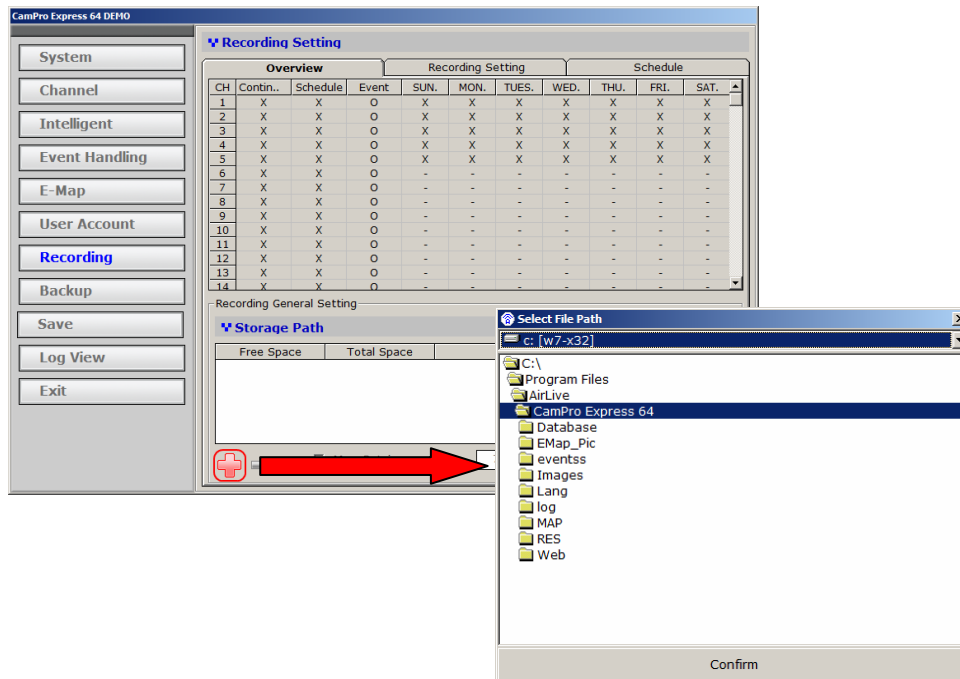 CamPro Express 64 DEMO
System
Channel
Intelligent
Event Handling
E-Map
User Account
Recording
Backup
Save
Log View
Exit
Recording Setting
Overview Recording Setting Schedule
CH Contin.. Schedule Event SUN. MON. TUES. WED. THU. FRI. SAT.
1 X X O X X X X X X X
2 X X O X X X X X X X
3 X X O X X X X X X X
4 X X O X X X X X X X
5 X X O X X X X X X X
6 X X O - - - - - - -
7 X X O - - - - - - -
8 X X O - - - - - - -
9 X X O - - - - - - -
10 X X O - - - - - - -
11 X X O - - - - - - -
12 X X O - - - - - - -
13 X X O - - - - - - -
14 X X O - - - - - - -
Recording General Setting
Storage Path
Free Space Total Space
Select File Path
c: [w7-x32]
C:\
Program Files
AirLive
CamPro Express 64
Database
EMap_Pic
eventss
Images
Lang
log
MAP
RES
Web
Confirm